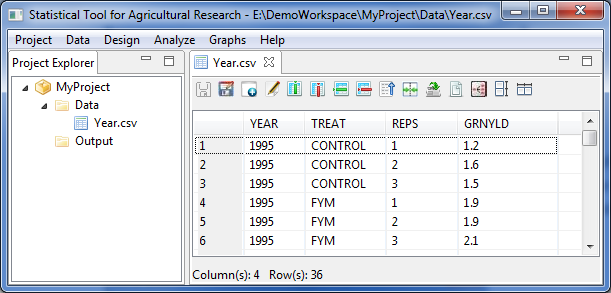 Statistical Tool for Agricultural Research - E:\DemoWorkspace\MyProject\Data\Year.csv
Project Data Design Analyze Graphs Help
Project Explorer
MyProject
Data
Year.csv
Output
Year.csv
YEAR TREAT REPS GRNYLD
1 1995 CONTROL 1 1.2
2 1995 CONTROL 2 1.6
3 1995 CONTROL 3 1.5
4 1995 FYM 1 1.9
5 1995 FYM 2 1.9
6 1995 FYM 3 2.1
Column(s): 4 Row(s): 36